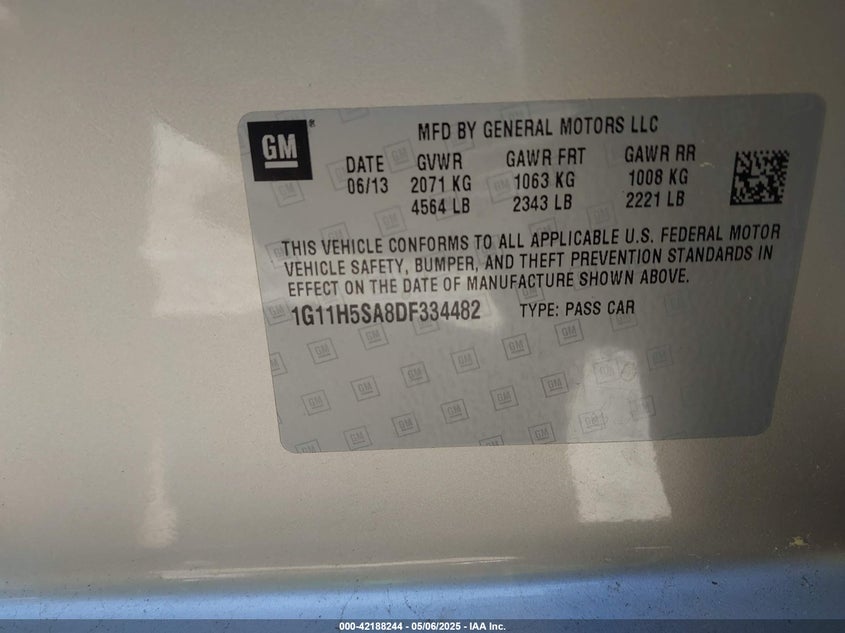 GM®
MFD BY GENERAL MOTORS LLC
DATE GVWR GAWR FRT GAWR RR
06/13 2071 KG 1063 KG 1008 KG
4564 LB 2343 LB 2221 LB
THIS VEHICLE CONFORMS TO ALL APPLICABLE U.S. FEDERAL MOTOR
VEHICLE SAFETY, BUMPER, AND THEFT PREVENTION STANDARDS IN
EFFECT ON THE DATE OF MANUFACTURE SHOWN ABOVE.
1G11H5SA8DF334482 TYPE: PASS CAR
000-42188244 - 05/06/2025 - IAA Inc.